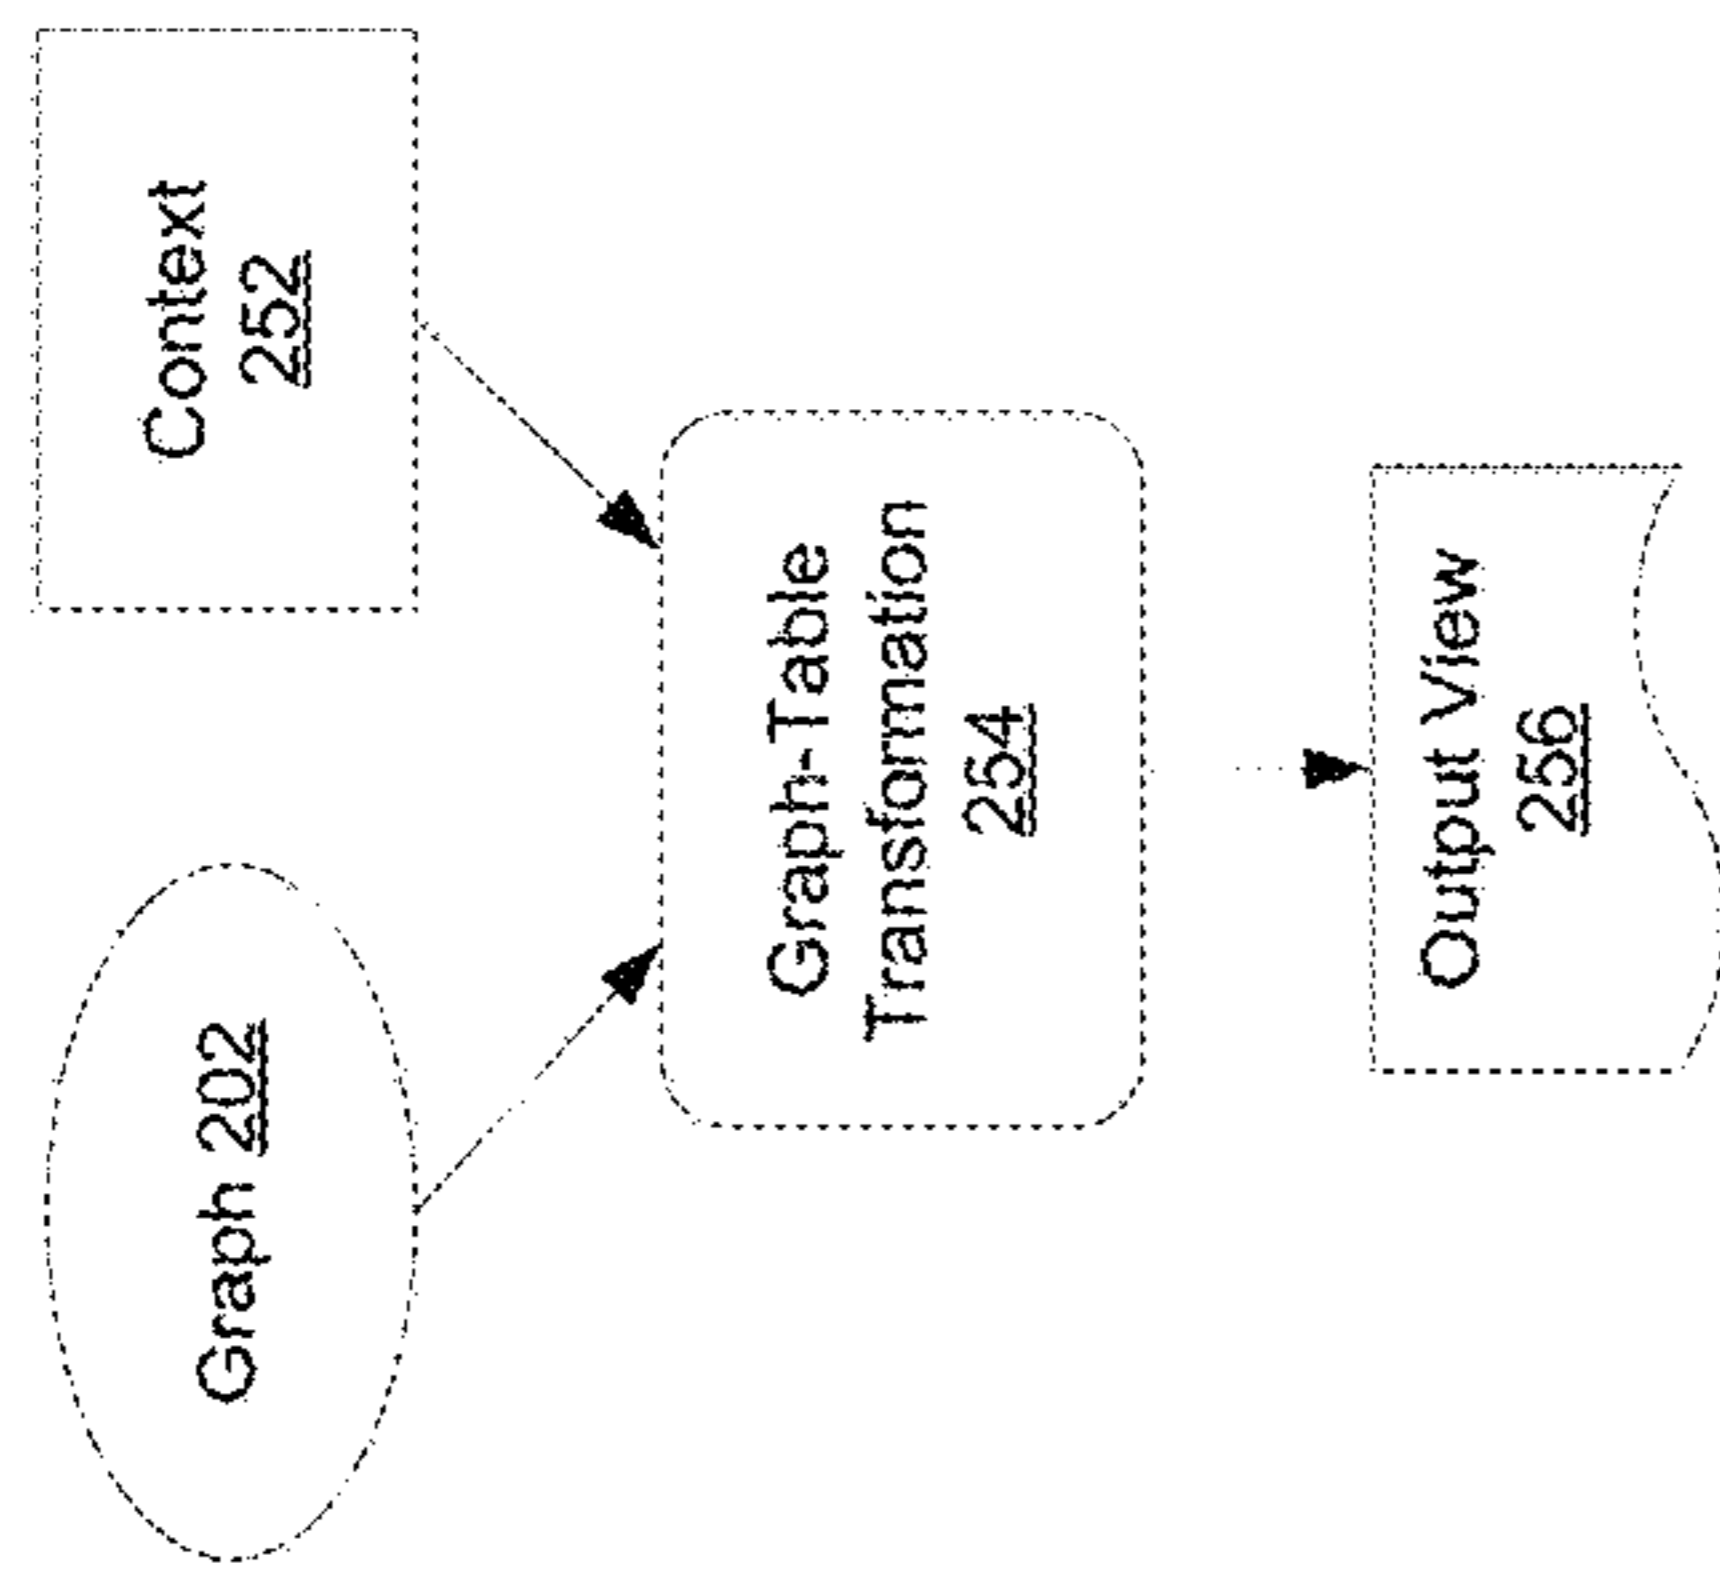 Graph 202
Context
252
Graph-Table
Transformation
254
Output View
256